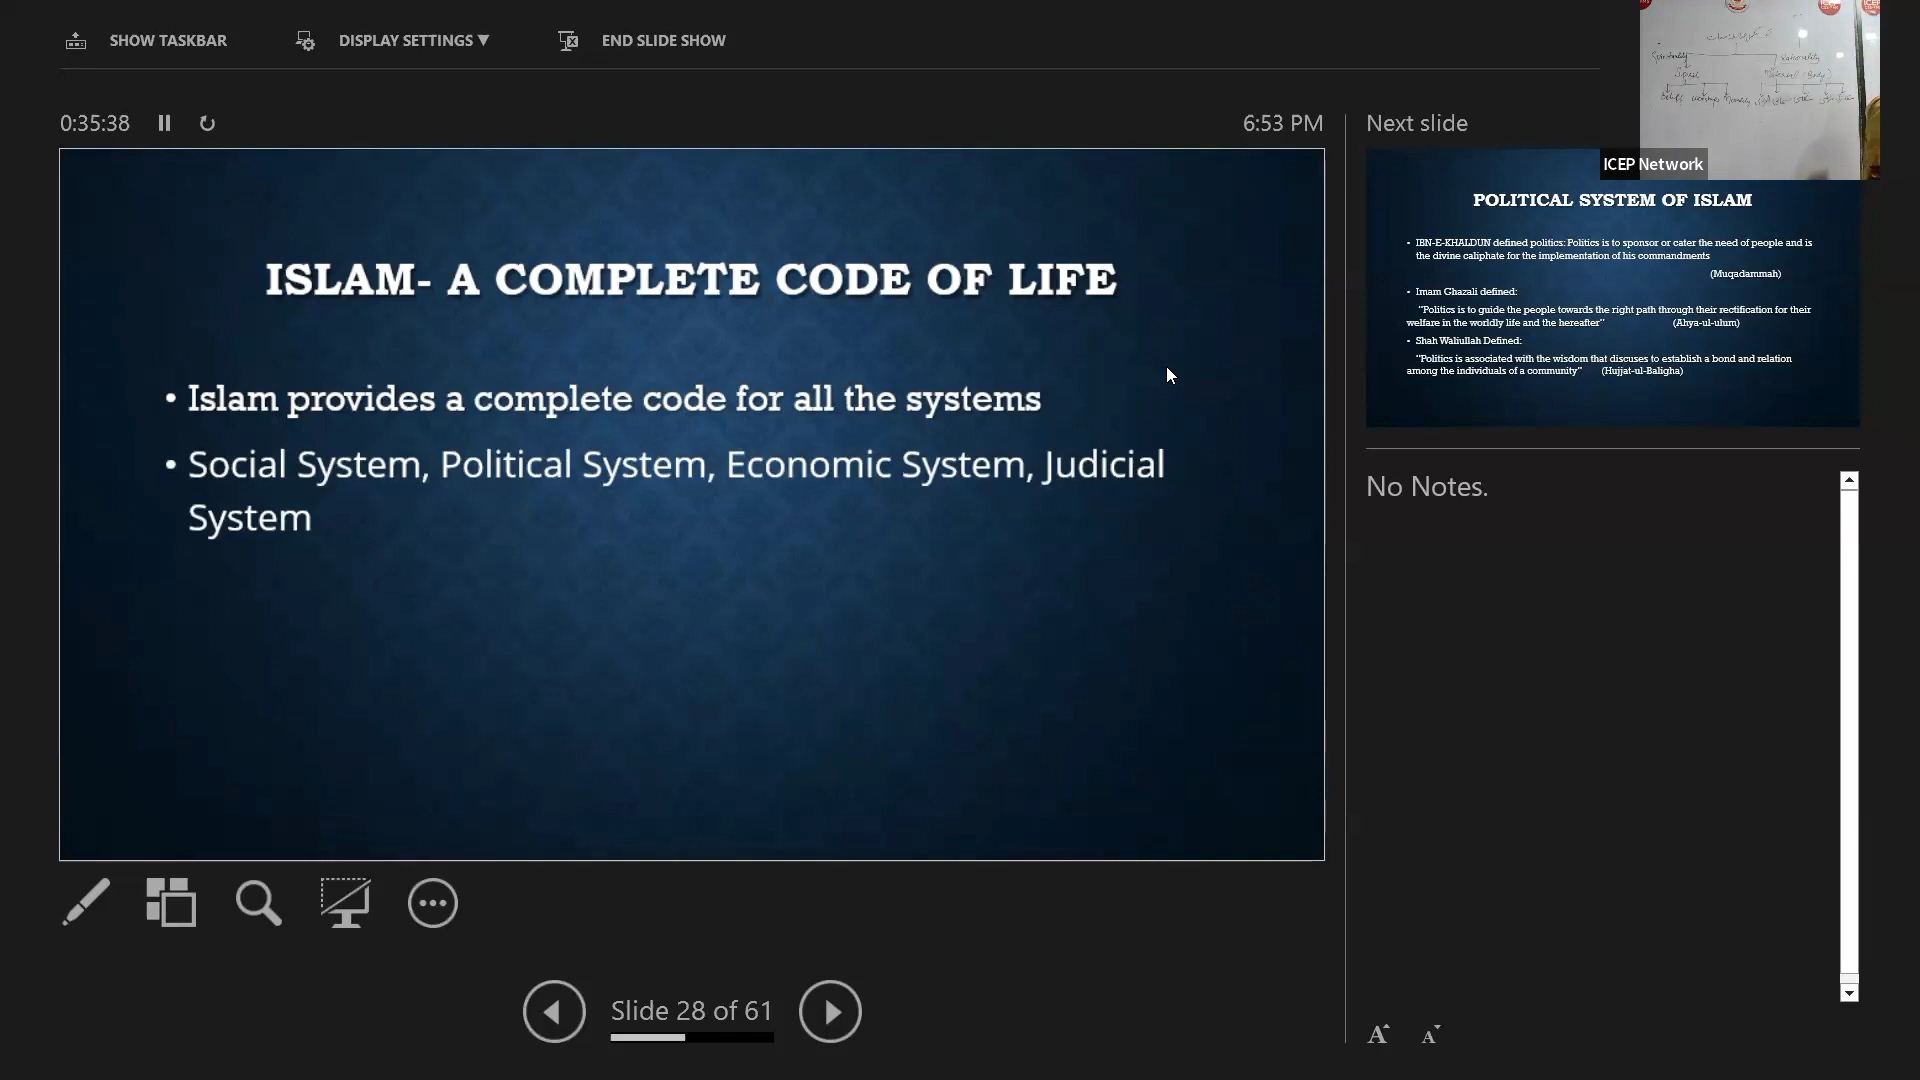 SHOW TASKBAR
DISPLAY SETTINGS ▼
END SLIDE SHOW
0:35:38
6:53 PM
ISLAM- A COMPLETE CODE OF LIFE
• Islam provides a complete code for all the systems
• Social System, Political System, Economic System, Judicial
System
Slide 28 of 61
Next slide
ICEP Network
POLITICAL SYSTEM OF ISLAM
• IBN-E-KHALDUN defined politics: Politics is to sponsor or cater the need of people and is
the divine caliphate for the implementation of his commandments
(Muqadammah)
• Imam Ghazali defined:
"Politics is to guide the people towards the right path through their rectification for their
welfare in the worldly life and the hereafter" (Ahya-ul-ulum)
• Shah Waliullah Defined:
"Politics is associated with the wisdom that discuses to establish a bond and relation
among the individuals of a community" (Hujjat-ul-Baligha)
No Notes.
A A